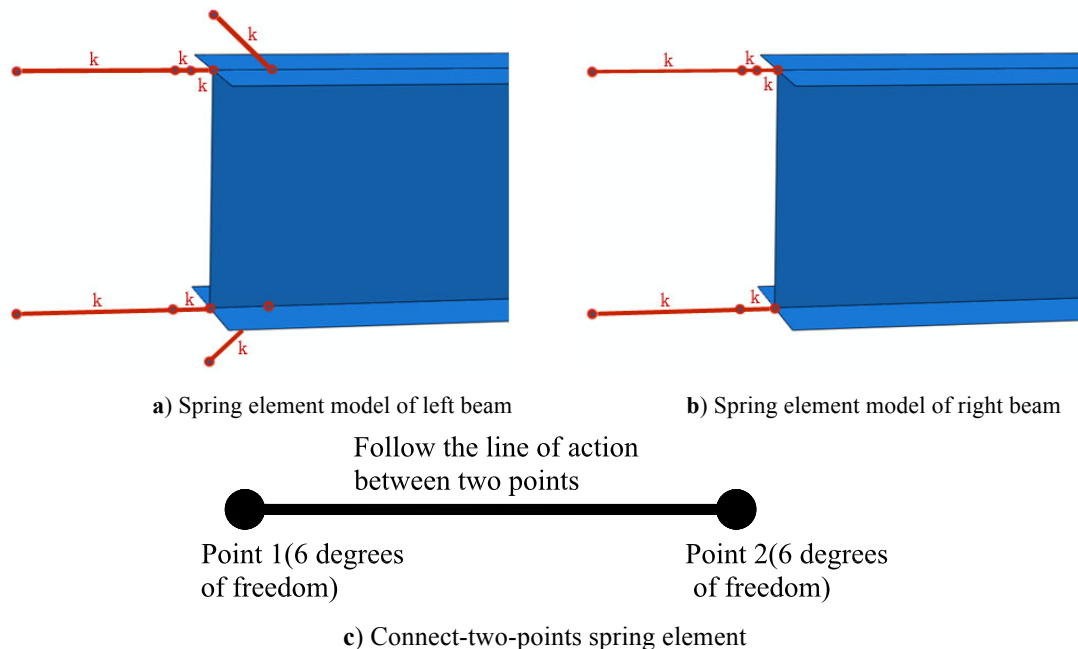 k
k
k
k
k
k
k
k
k
k
k
k
a) Spring element model of left beam
b) Spring element model of right beam
Follow the line of action
between two points
Point 1(6 degrees
of freedom)
Point 2(6 degrees
of freedom)
c) Connect-two-points spring element